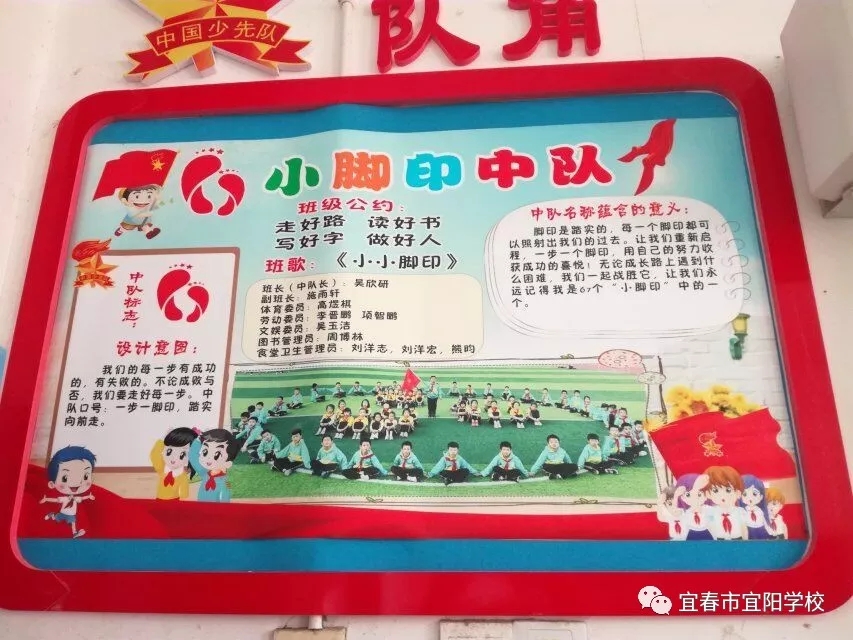 中国少先队
队角
小脚印中队
班级公约：
走好路 读好书
写好字 做好人
班歌：《小小脚印》
班长（中队长）：吴欣研
副班长：施雨轩
体育委员：高煜棋
劳动委员：李晋鹏 项智鹏
文娱委员：吴玉洁
图书管理员：周博林
食堂卫生管理员：刘洋志，刘洋宏，熊昀
中队名称蕴含的意义：
脚印是踏实的，每一个脚印都可
以照射出我们的过去。让我们重新启
程，一步一个脚印，用自己的努力收
获成功的喜悦！无论成长路上遇到什
么困难，我们一起战胜它，让我们永
远记得我是67个“小脚印”中的一
个。
中队标志：
设计意图：
我们的每一步有成功
的，有失败的。不论成败与
否，我们要走好每一步。中
队口号：一步一脚印，踏实
向前走。
宜春市宜阳学校